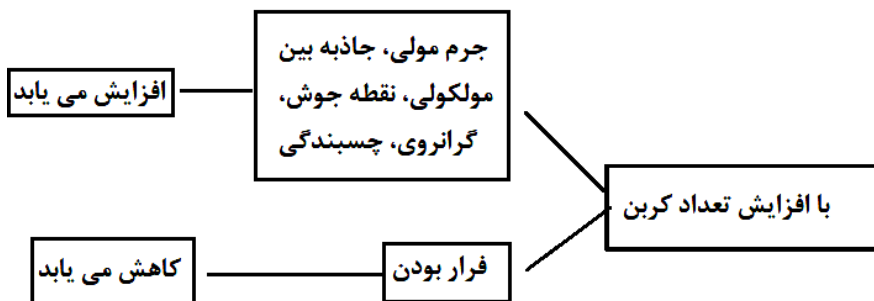 با افزایش تعداد کربن
جرم مولی، جاذبه بین
مولکولی، نقطه جوش،
گرانروی، چسبندگی
افزایش می یابد
فرار بودن
کاهش می یابد